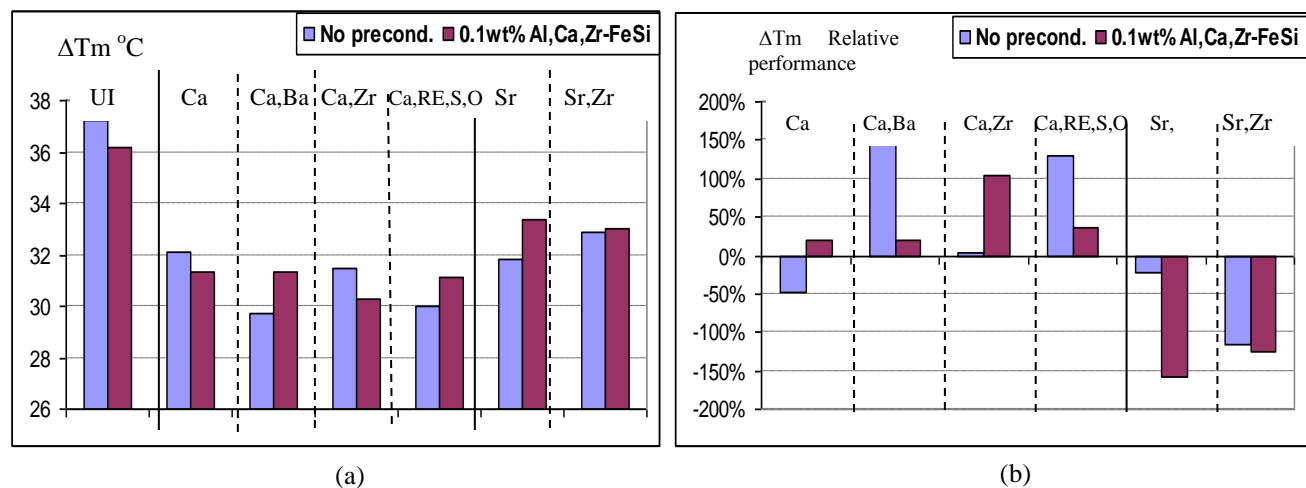 No precond. 0.1wt% Al,Ca,Zr-FeSi
ΔTm °C
38
36
34
32
30
28
26
UI Ca Ca,Ba Ca,Zr Ca,RE,S,O Sr Sr,Zr
(a)
No precond. 0.1wt% Al,Ca,Zr-FeSi
ΔTm Relative
performance
200%
150%
100%
50%
0%
-50%
-100%
-150%
-200%
Ca Ca,Ba Ca,Zr Ca,RE,S,O Sr, Sr,Zr
(b)